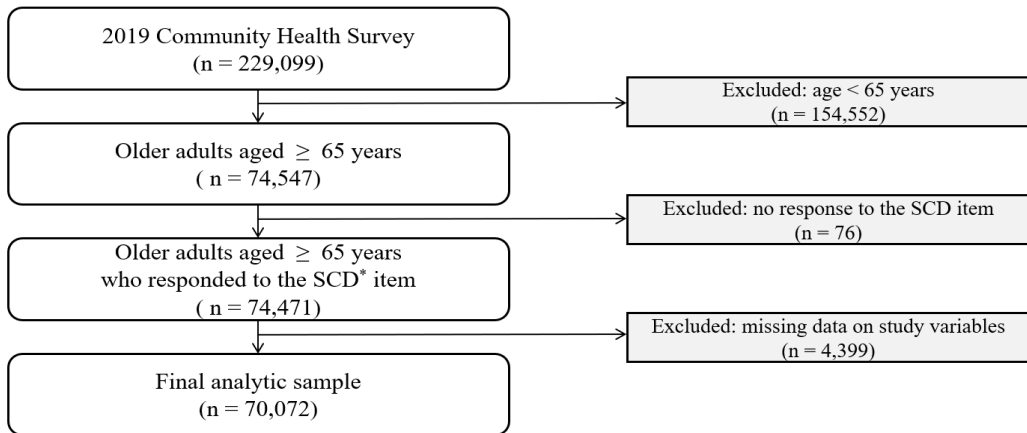 2019 Community Health Survey
(n = 229,099)
Excluded: age < 65 years
(n = 154,552)
Older adults aged ≥ 65 years
( n = 74,547)
Excluded: no response to the SCD item
(n = 76)
Older adults aged ≥ 65 years
who responded to the SCD* item
( n = 74,471)
Excluded: missing data on study variables
(n = 4,399)
Final analytic sample
(n = 70,072)